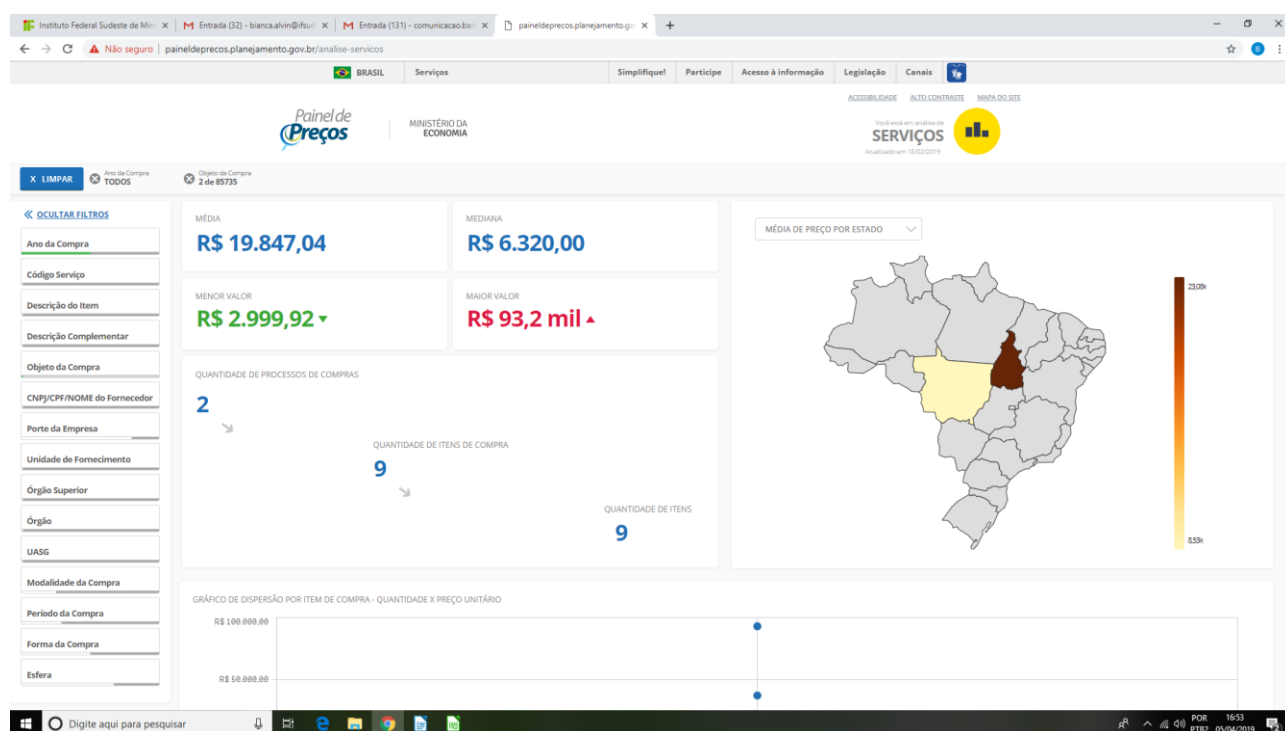 Instituto Federal Sudeste de Min
Entrada (32) - bianca.alvin@ifsud
Entrada (131) - comunicacao.bar
paineldeprecos.planejamento.go
Não seguro
paineldeprecos.planejamento.gov.br/analise-servicos
B
BRASIL
Serviços
Simplifique!
Participe
Acesso à informação
Legislação
Canais
ACESSIBILIDADE
ALTO CONTRASTE
MAPA DO SITE
Painel de
Preços
MINISTÉRIO DA
ECONOMIA
Você está em análise de
SERVIÇOS
Atualizado em 18/02/2019
X LIMPAR
Ano da Compra
TODOS
Objeto da Compra
2 de 85735
OCULTAR FILTROS
Ano da Compra
Código Serviço
Descrição do Item
Descrição Complementar
Objeto da Compra
CNPJ/CPF/NOME do Fornecedor
Porte da Empresa
Unidade de Fornecimento
Órgão Superior
Órgão
UASG
Modalidade da Compra
Período da Compra
Forma da Compra
Esfera
MÉDIA
R$ 19.847,04
MEDIANA
R$ 6.320,00
MENOR VALOR
R$ 2.999,92
MAIOR VALOR
R$ 93,2 mil
QUANTIDADE DE PROCESSOS DE COMPRAS
2
QUANTIDADE DE ITENS DE COMPRA
9
QUANTIDADE DE ITENS
9
MÉDIA DE PREÇO POR ESTADO
23,08k
8,53k
GRÁFICO DE DISPERSÃO POR ITEM DE COMPRA - QUANTIDADE X PREÇO UNITÁRIO
R$ 100.000,00
R$ 50.000,00
Digite aqui para pesquisar
POR
PTB2
16:53
05/04/2019